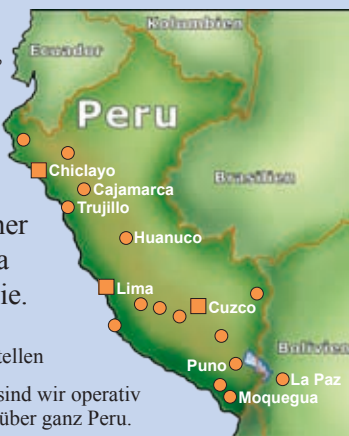 Ecuador
Kolumbien
Peru
Brasilien
Chiclayo
Cajamarca
Trujillo
Huanuco
Lima
Cuzco
Bolivien
Puno
La Paz
Moquegua
ner
a
ie.
tellen
sind wir operativ
über ganz Peru.